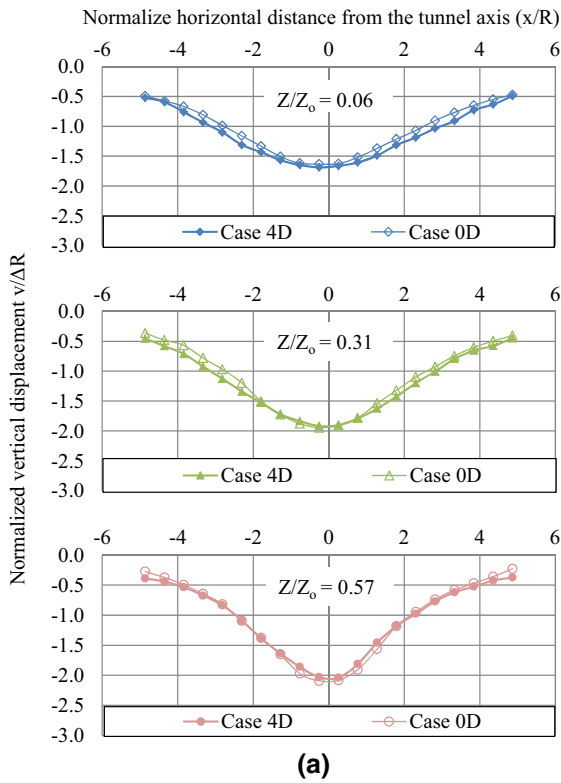 Normalize horizontal distance from the tunnel axis (x/R)
-6 -4 -2 0 2 4 6
0.0
-0.5
-1.0
-1.5
-2.0
-2.5
-3.0
Z/Zo = 0.06
Case 4D Case 0D
Normalized vertical displacement v/ΔR
-6 -4 -2 0 2 4 6
0.0
-0.5
-1.0
-1.5
-2.0
-2.5
-3.0
Z/Zo = 0.31
Case 4D Case 0D
-6 -4 -2 0 2 4 6
0.0
-0.5
-1.0
-1.5
-2.0
-2.5
-3.0
Z/Zo = 0.57
Case 4D Case 0D
(a)